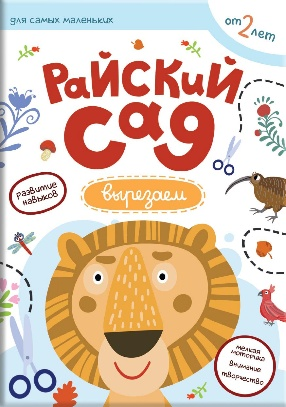 для самых маленьких
от 2 лет
Райский
сад
вырезаем
Развитие
навыков
мелкая
моторика
внимание
творчество